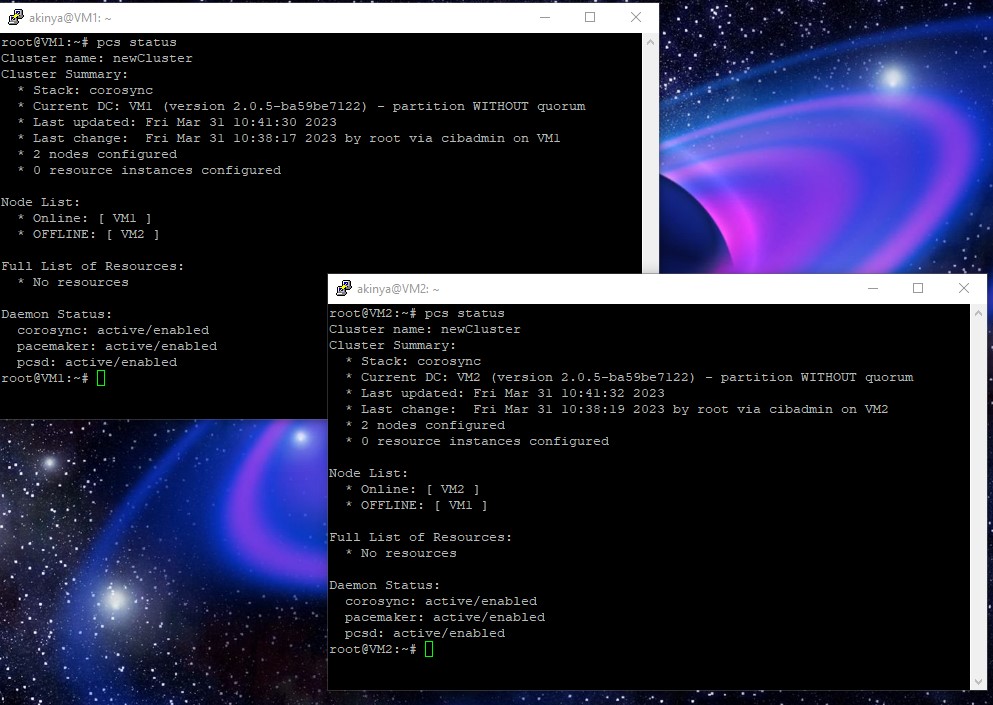 akinya@VM1: ~
root@VM1:~# pcs status
Cluster name: newCluster
Cluster Summary:
  * Stack: corosync
  * Current DC: VM1 (version 2.0.5-ba59be7122) - partition WITHOUT quorum
  * Last updated: Fri Mar 31 10:41:30 2023
  * Last change:  Fri Mar 31 10:38:17 2023 by root via cibadmin on VM1
  * 2 nodes configured
  * 0 resource instances configured
Node List:
  * Online: [ VM1 ]
  * OFFLINE: [ VM2 ]
Full List of Resources:
  * No resources
Daemon Status:
  corosync: active/enabled
  pacemaker: active/enabled
  pcsd: active/enabled
root@VM1:~#
akinya@VM2: ~
root@VM2:~# pcs status
Cluster name: newCluster
Cluster Summary:
  * Stack: corosync
  * Current DC: VM2 (version 2.0.5-ba59be7122) - partition WITHOUT quorum
  * Last updated: Fri Mar 31 10:41:32 2023
  * Last change:  Fri Mar 31 10:38:19 2023 by root via cibadmin on VM2
  * 2 nodes configured
  * 0 resource instances configured
Node List:
  * Online: [ VM2 ]
  * OFFLINE: [ VM1 ]
Full List of Resources:
  * No resources
Daemon Status:
  corosync: active/enabled
  pacemaker: active/enabled
  pcsd: active/enabled
root@VM2:~#